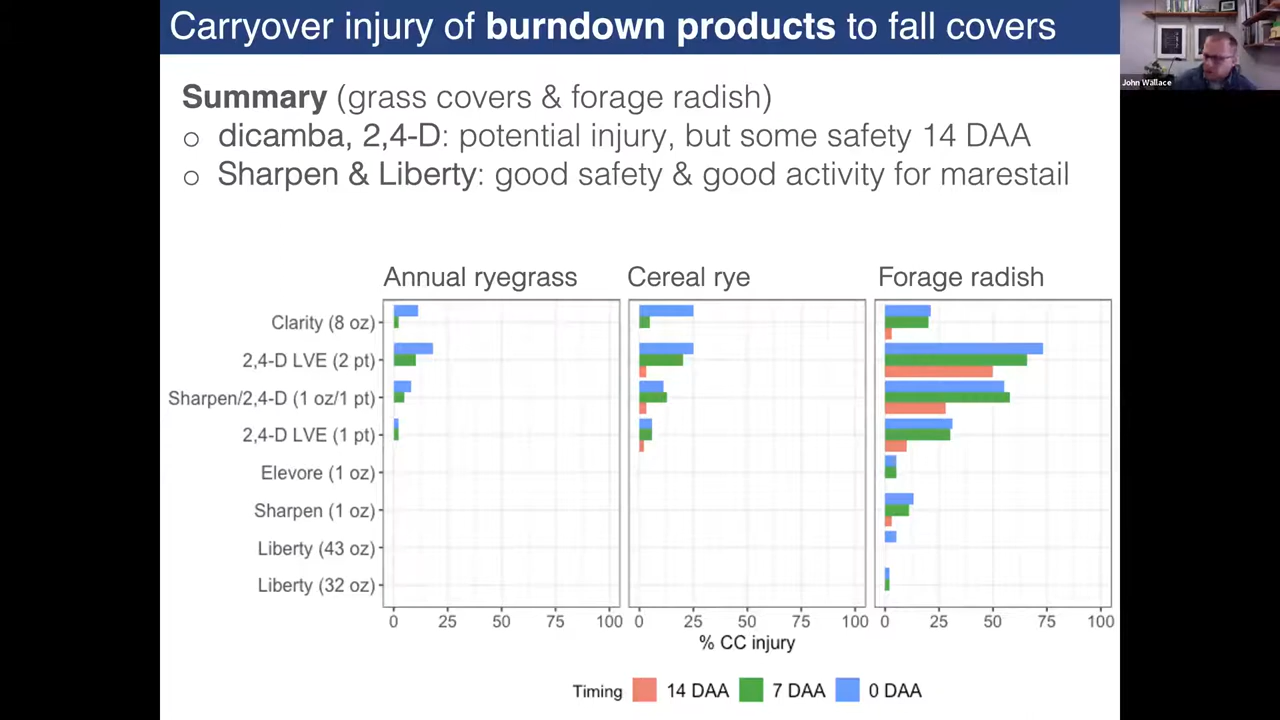 Carryover injury of burndown products to fall covers
John Wallace
Summary (grass covers & forage radish)
dicamba, 2,4-D: potential injury, but some safety 14 DAA
Sharpen & Liberty: good safety & good activity for marestail
Annual ryegrass Cereal rye Forage radish
Clarity (8 oz)
2,4-D LVE (2 pt)
Sharpen/2,4-D (1 oz/1 pt)
2,4-D LVE (1 pt)
Elevore (1 oz)
Sharpen (1 oz)
Liberty (43 oz)
Liberty (32 oz)
0 25 50 75 100 0 25 50 75 100 0 25 50 75 100
% CC injury
Timing 14 DAA 7 DAA 0 DAA